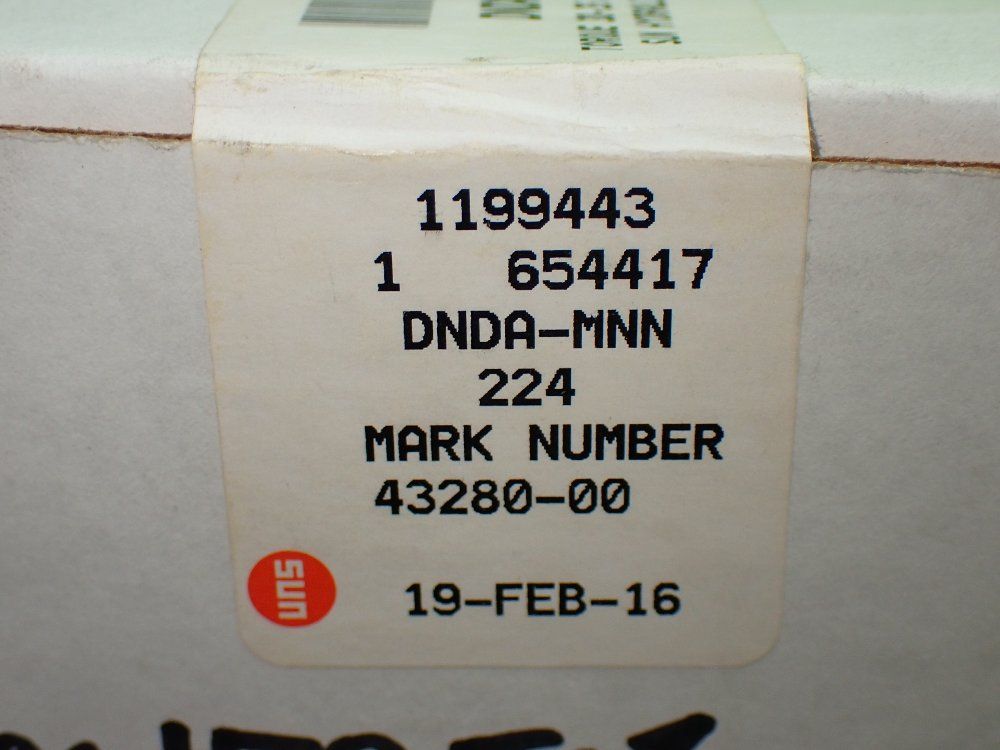 1199443
1 654417
DNDA-MNN
224
MARK NUMBER
43280-00
sun
19-FEB-16